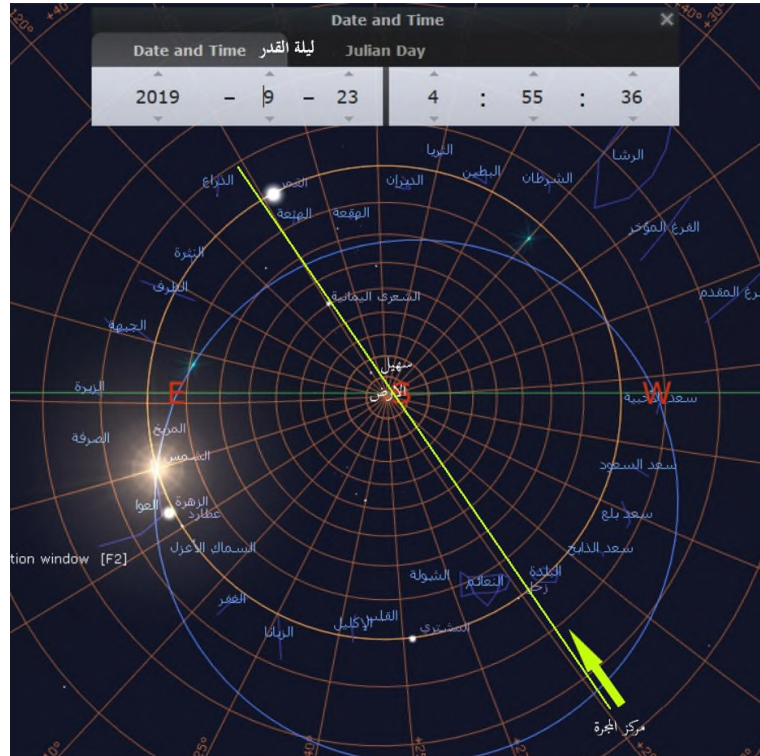 Date and Time
Date and Time ليلة القدر
Julian Day
2019 - 9 - 23
4 : 55 : 36
الرشا
الثريا
البطين
الشرطان
الدبران
الذراع
القمر
الهقعة
الهنعة
الفرغ المؤخر
النثرة
الطرف
الشعرى اليمانية
فرغ المقدم
الجبهة
سهيل
الأرض
E
S
W
الزبرة
سعد الأخبية
المريخ
الصرفة
الشمس
سعد السعود
الزهرة
العوا
عطارد
سعد بلع
السماك الأعزل
سعد الذابح
tion window [F2]
الشولة
النعائم
البلدة
زحل
الغفر
القلب
الإكليل
الزبانا
المشتري
مركز المجرة